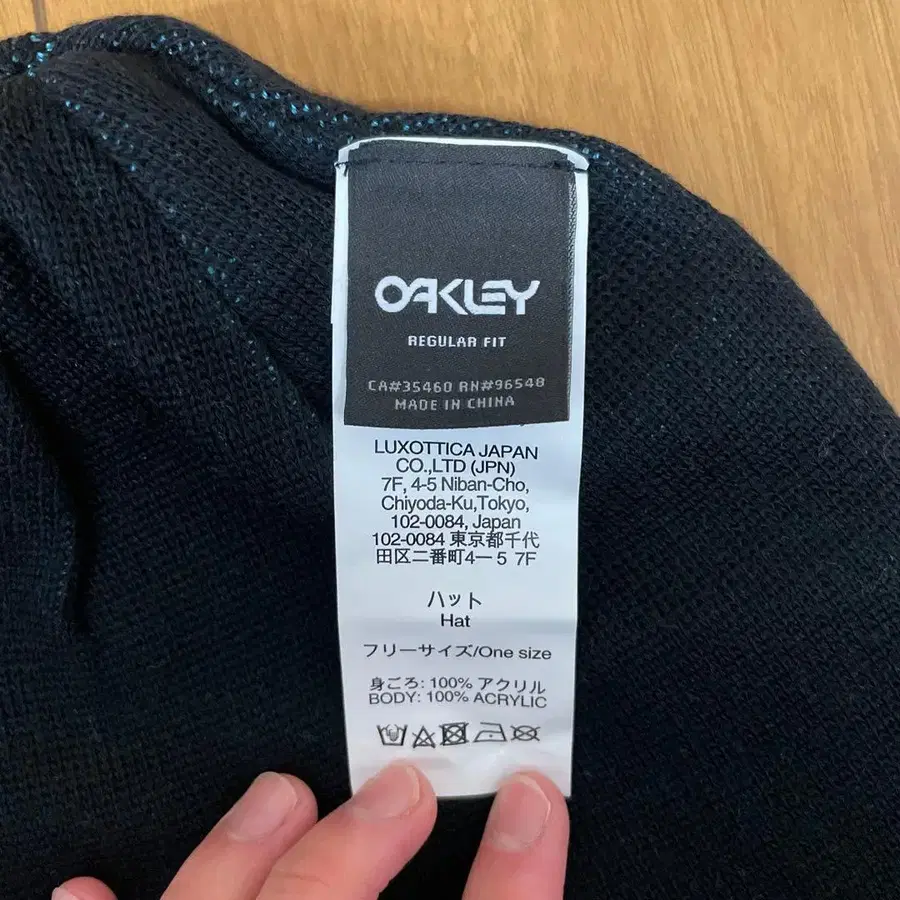 OAKLEY
REGULAR FIT
CA#35460 RN#96548
MADE IN CHINA
LUXOTTICA JAPAN
CO.,LTD (JPN)
7F, 4-5 Niban-Cho,
Chiyoda-Ku,Tokyo,
102-0084, Japan
102-0084 東京都千代
田区二番町4ー5 7F
ハット
Hat
フリーサイズ/One size
身ごろ: 100% アクリル
BODY: 100% ACRYLIC